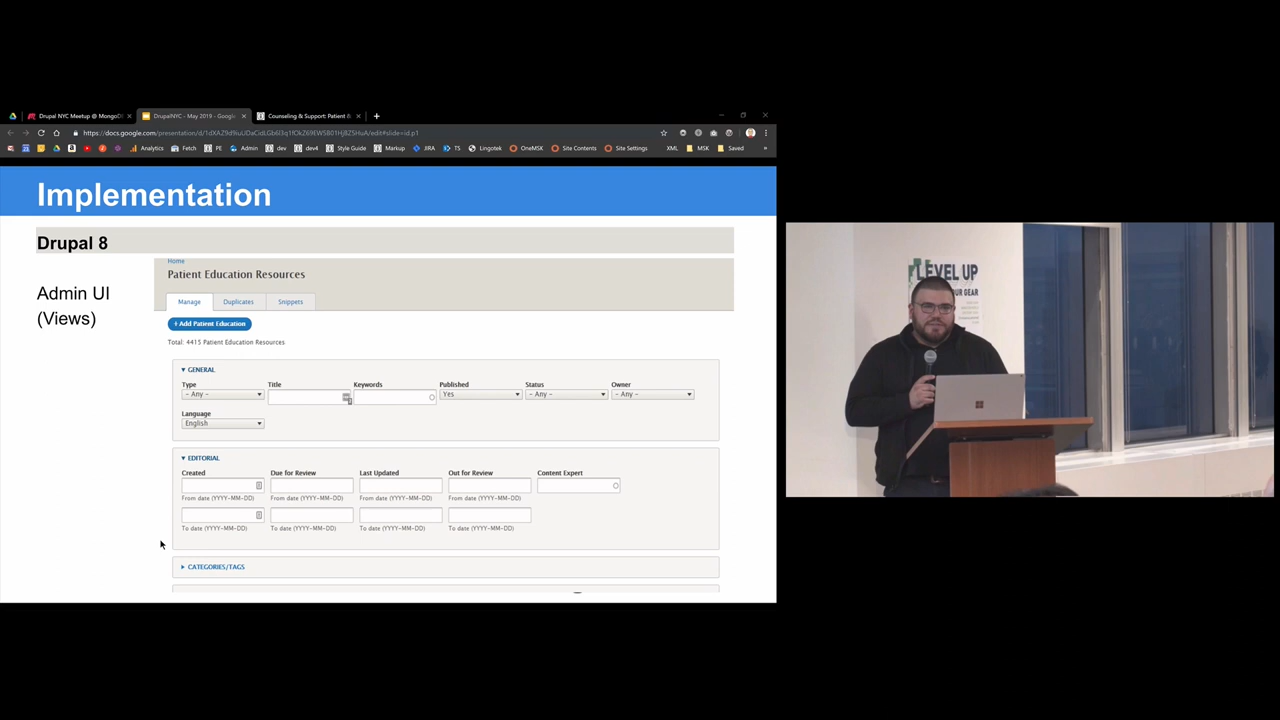 Drupal NYC Meetup @ MongoD
DrupalNYC - May 2019 - Google
Counseling & Support: Patient &
Analytics Fetch PE Admin dev dev4 Style Guide Markup JIRA TS Lingotek OneMSK Site Contents Site Settings XML MSK Saved »
Implementation
Drupal 8
Admin UI
(Views)
Home
Patient Education Resources
Manage Duplicates Snippets
+ Add Patient Education
Total: 4415 Patient Education Resources
GENERAL
Type Title Keywords Published Status Owner
- Any - Yes - Any - - Any -
Language
English
EDITORIAL
Created Due for Review Last Updated Out for Review Content Expert
From date (YYYY-MM-DD) From date (YYYY-MM-DD) From date (YYYY-MM-DD) From date (YYYY-MM-DD)
To date (YYYY-MM-DD) To date (YYYY-MM-DD) To date (YYYY-MM-DD) To date (YYYY-MM-DD)
CATEGORIES/TAGS
LEVEL UP
OUR GEAR